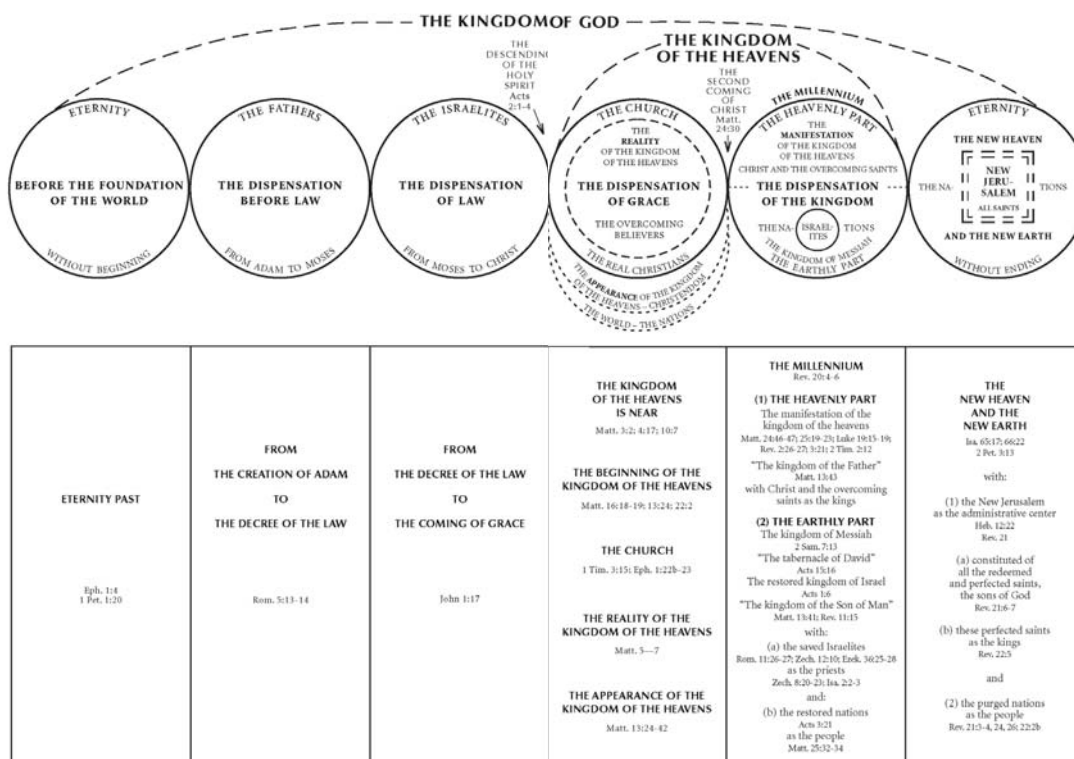 THE KINGDOMOF GOD
THE KINGDOM
OF THE HEAVENS
THE
DESCENDING
OF THE
HOLY
SPIRIT
Acts
2:1-4
THE
SECOND
COMING
OF
CHRIST
Matt.
24:30
ETERNITY
BEFORE THE FOUNDATION
OF THE WORLD
WITHOUT BEGINNING
THE FATHERS
THE DISPENSATION
BEFORE LAW
FROM ADAM TO MOSES
THE ISRAELITES
THE DISPENSATION
OF LAW
FROM MOSES TO CHRIST
THE CHURCH
THE
REALITY
OF THE KINGDOM
OF THE HEAVENS
THE DISPENSATION
OF GRACE
THE OVERCOMING
BELIEVERS
THE REAL CHRISTIANS
THE APPEARANCE OF THE KINGDOM
OF THE HEAVENS – CHRISTENDOM
THE WORLD – THE NATIONS
THE MILLENNIUM
THE HEAVENLY PART
THE
MANIFESTATION
OF THE KINGDOM
OF THE HEAVENS
CHRIST AND THE OVERCOMING SAINTS
THE DISPENSATION
OF THE KINGDOM
THE NA- ISRAEL-
ITES TIONS
THE KINGDOM OF MESSIAH
THE EARTHLY PART
ETERNITY
THE NEW HEAVEN
THE NA- NEW
JERU-
SALEM
ALL SAINTS TIONS
AND THE NEW EARTH
WITHOUT ENDING
ETERNITY PAST
Eph. 1:4
1 Pet. 1:20
FROM
THE CREATION OF ADAM
TO
THE DECREE OF THE LAW
Rom. 5:13-14
FROM
THE DECREE OF THE LAW
TO
THE COMING OF GRACE
John 1:17
THE KINGDOM
OF THE HEAVENS
IS NEAR
Matt. 3:2; 4:17; 10:7
THE BEGINNING OF THE
KINGDOM OF THE HEAVENS
Matt. 16:18-19; 13:24; 22:2
THE CHURCH
1 Tim. 3:15; Eph. 1:22b-23
THE REALITY OF THE
KINGDOM OF THE HEAVENS
Matt. 5—7
THE APPEARANCE OF THE
KINGDOM OF THE HEAVENS
Matt. 13:24-42
THE MILLENNIUM
Rev. 20:4-6
(1) THE HEAVENLY PART
The manifestation of the
kingdom of the heavens
Matt. 24:46-47; 25:19-23; Luke 19:15-19;
Rev. 2:26-27; 3:21; 2 Tim. 2:12
"The kingdom of the Father"
Matt. 13:43
with Christ and the overcoming
saints as the kings
(2) THE EARTHLY PART
The kingdom of Messiah
2 Sam. 7:13
"The tabernacle of David"
Acts 15:16
The restored kingdom of Israel
Acts 1:6
"The kingdom of the Son of Man"
Matt. 13:41; Rev. 11:15
with:
(a) the saved Israelites
Rom. 11:26-27; Zech. 12:10; Ezek. 36:25-28
as the priests
Zech. 8:20-23; Isa. 2:2-3
and:
(b) the restored nations
Acts 3:21
as the people
Matt. 25:32-34
THE
NEW HEAVEN
AND THE
NEW EARTH
Isa. 65:17; 66:22
2 Pet. 3:13
with:
(1) the New Jerusalem
as the administrative center
Heb. 12:22
Rev. 21
(a) constituted of
all the redeemed
and perfected saints,
the sons of God
Rev. 21:6-7
(b) these perfected saints
as the kings
Rev. 22:5
and
(2) the purged nations
as the people
Rev. 21:3-4, 24, 26; 22:2b